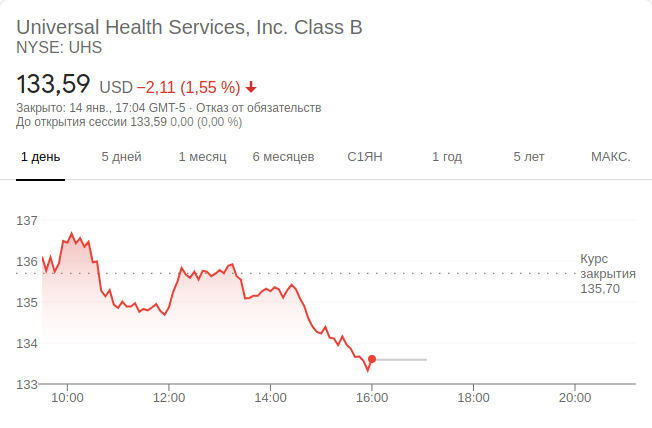 Universal Health Services, Inc. Class B
NYSE: UHS
133,59 USD −2,11 (1,55 %)
Закрыто: 14 янв., 17:04 GMT-5 · Отказ от обязательств
До открытия сессии 133,59 0,00 (0,00 %)
1 день 5 дней 1 месяц 6 месяцев С1ЯН 1 год 5 лет МАКС.
137
136
135
134
133
Курс
закрытия
135,70
10:00 12:00 14:00 16:00 18:00 20:00